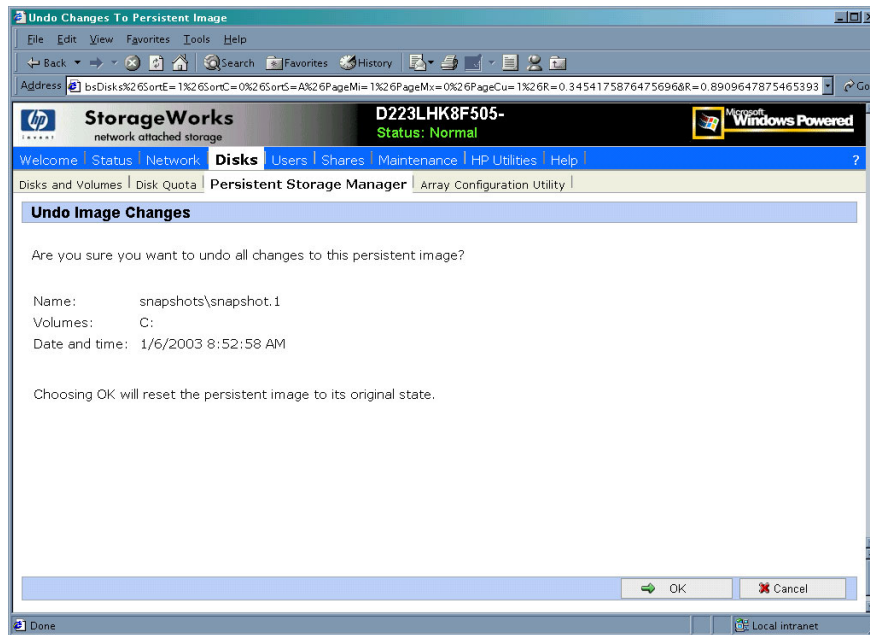 Undo Changes To Persistent Image
File Edit View Favorites Tools Help
Back Search Favorites History
Address bsDisks%26SortE=1%26SortC=0%26SortS=A%26PageMi=1%26PageMx=0%26PageCu=1%26R=0.3454175876475696&R=0.8909647875465393 Go
hp StorageWorks D223LHK8F505- Microsoft
invent network attached storage Status: Normal Windows Powered
Welcome Status Network Disks Users Shares Maintenance HP Utilities Help ?
Disks and Volumes Disk Quota Persistent Storage Manager Array Configuration Utility
Undo Image Changes
Are you sure you want to undo all changes to this persistent image?
Name: snapshots\snapshot.1
Volumes: C:
Date and time: 1/6/2003 8:52:58 AM
Choosing OK will reset the persistent image to its original state.
OK Cancel
Done Local intranet